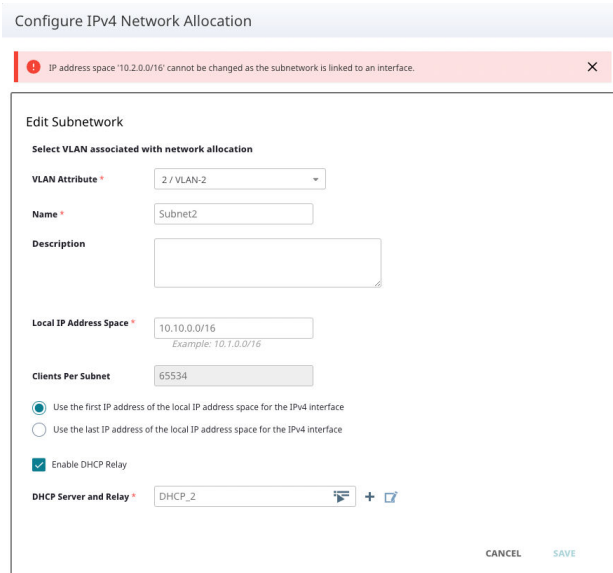 Configure IPv4 Network Allocation
IP address space '10.2.0.0/16' cannot be changed as the subnetwork is linked to an interface.
Edit Subnetwork
Select VLAN associated with network allocation
VLAN Attribute * 2 / VLAN-2
Name * Subnet2
Description
Local IP Address Space * 10.10.0.0/16
Example: 10.1.0.0/16
Clients Per Subnet 65534
Use the first IP address of the local IP address space for the IPv4 interface
Use the last IP address of the local IP address space for the IPv4 interface
Enable DHCP Relay
DHCP Server and Relay * DHCP_2
CANCEL SAVE